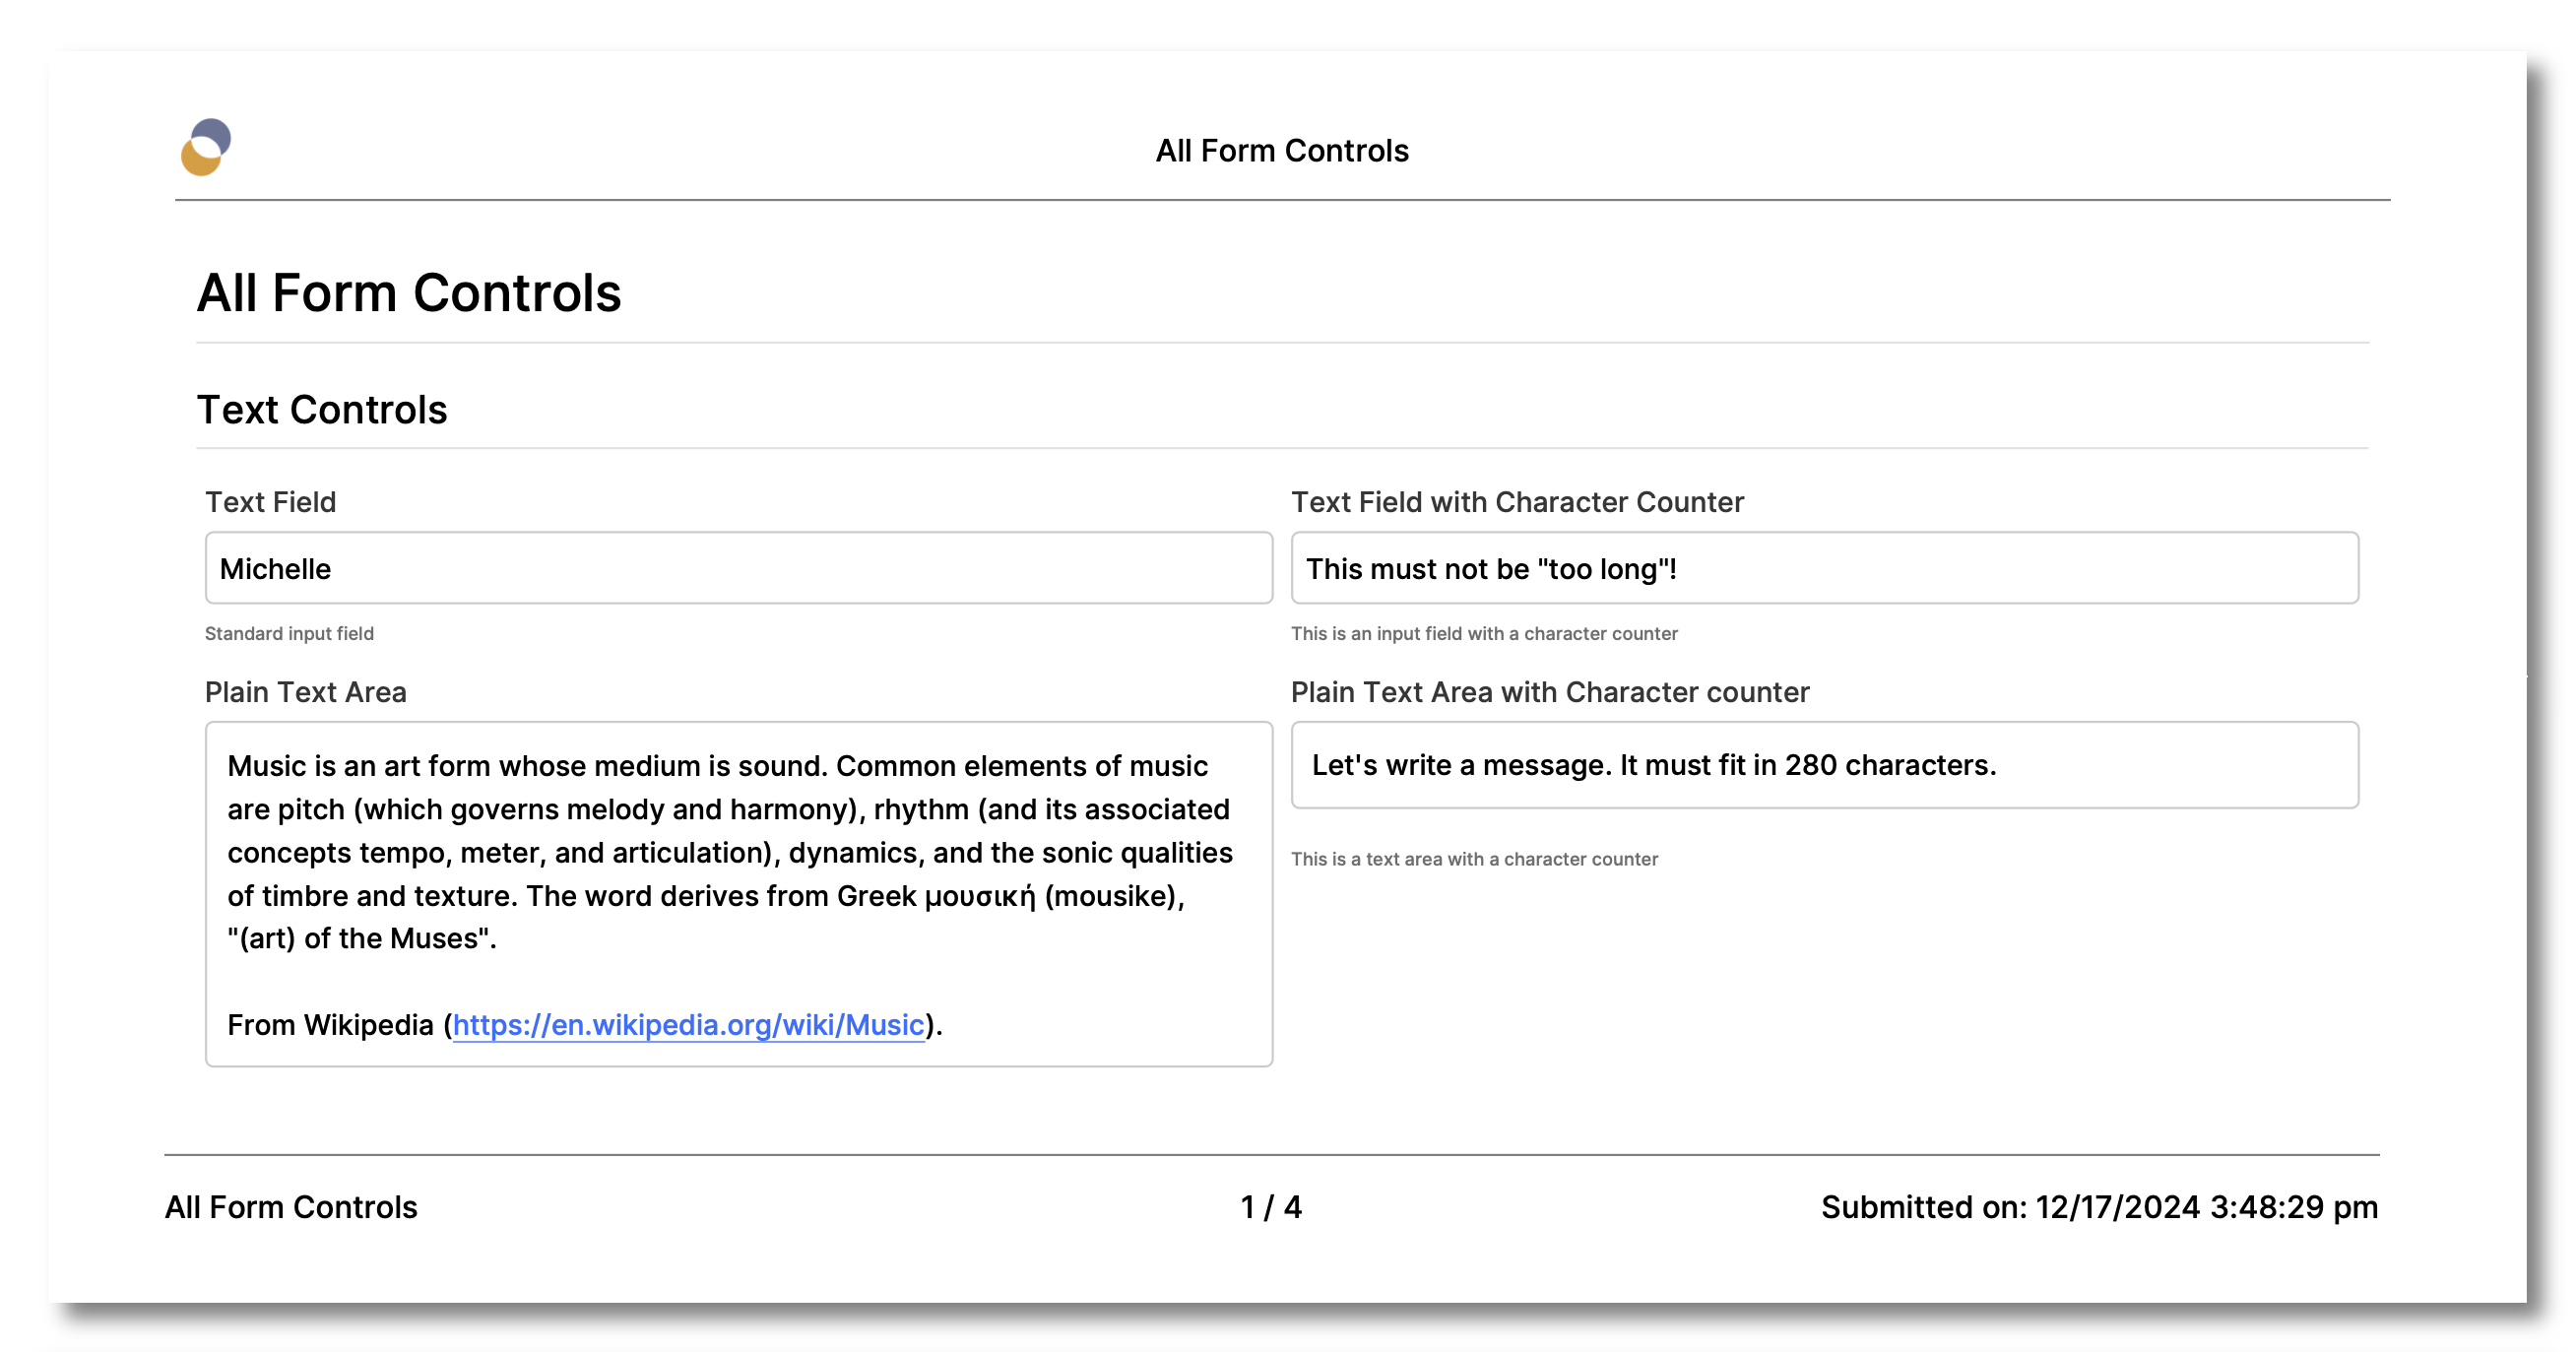 All Form Controls
All Form Controls
Text Controls
Text Field
Michelle
Standard input field
Text Field with Character Counter
This must not be "too long"!
This is an input field with a character counter
Plain Text Area
Music is an art form whose medium is sound. Common elements of music
are pitch (which governs melody and harmony), rhythm (and its associated
concepts tempo, meter, and articulation), dynamics, and the sonic qualities
of timbre and texture. The word derives from Greek μουσική (mousike),
"(art) of the Muses".
From Wikipedia (https://en.wikipedia.org/wiki/Music).
Plain Text Area with Character counter
Let's write a message. It must fit in 280 characters.
This is a text area with a character counter
All Form Controls
1 / 4
Submitted on: 12/17/2024 3:48:29 pm